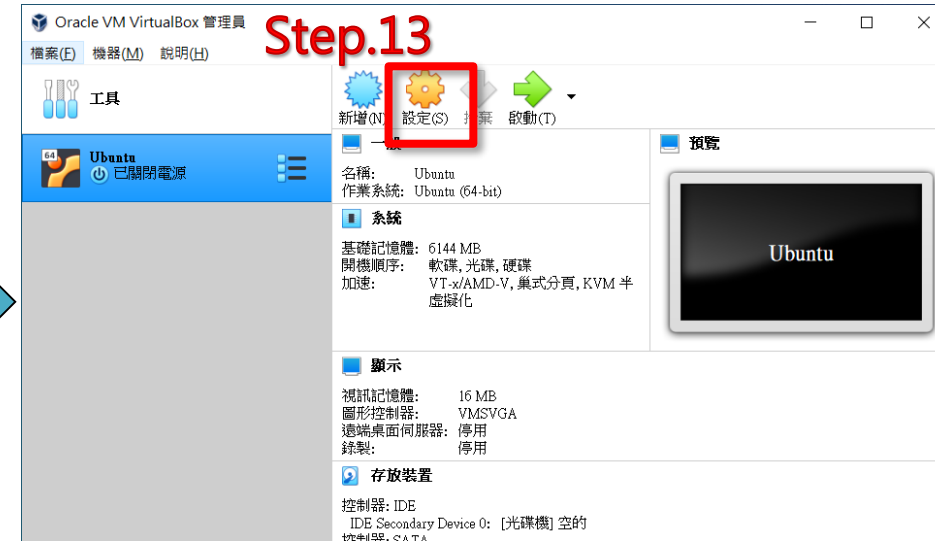 Oracle VM VirtualBox 管理員
Step.13
檔案(F) 機器(M) 說明(H)
工具
新增(N) 設定(S) 棄 啟動(T)
64
Ubuntu
已關閉電源
一般
名稱: Ubuntu
作業系統: Ubuntu (64-bit)
預覽
Ubuntu
系統
基礎記憶體: 6144 MB
開機順序: 軟碟, 光碟, 硬碟
加速: VT-x/AMD-V, 巢式分頁, KVM 半
虛擬化
顯示
視訊記憶體: 16 MB
圖形控制器: VMSVGA
遠端桌面伺服器: 停用
錄製: 停用
存放裝置
控制器: IDE
IDE Secondary Device 0: [光碟機] 空的
控制器: SATA